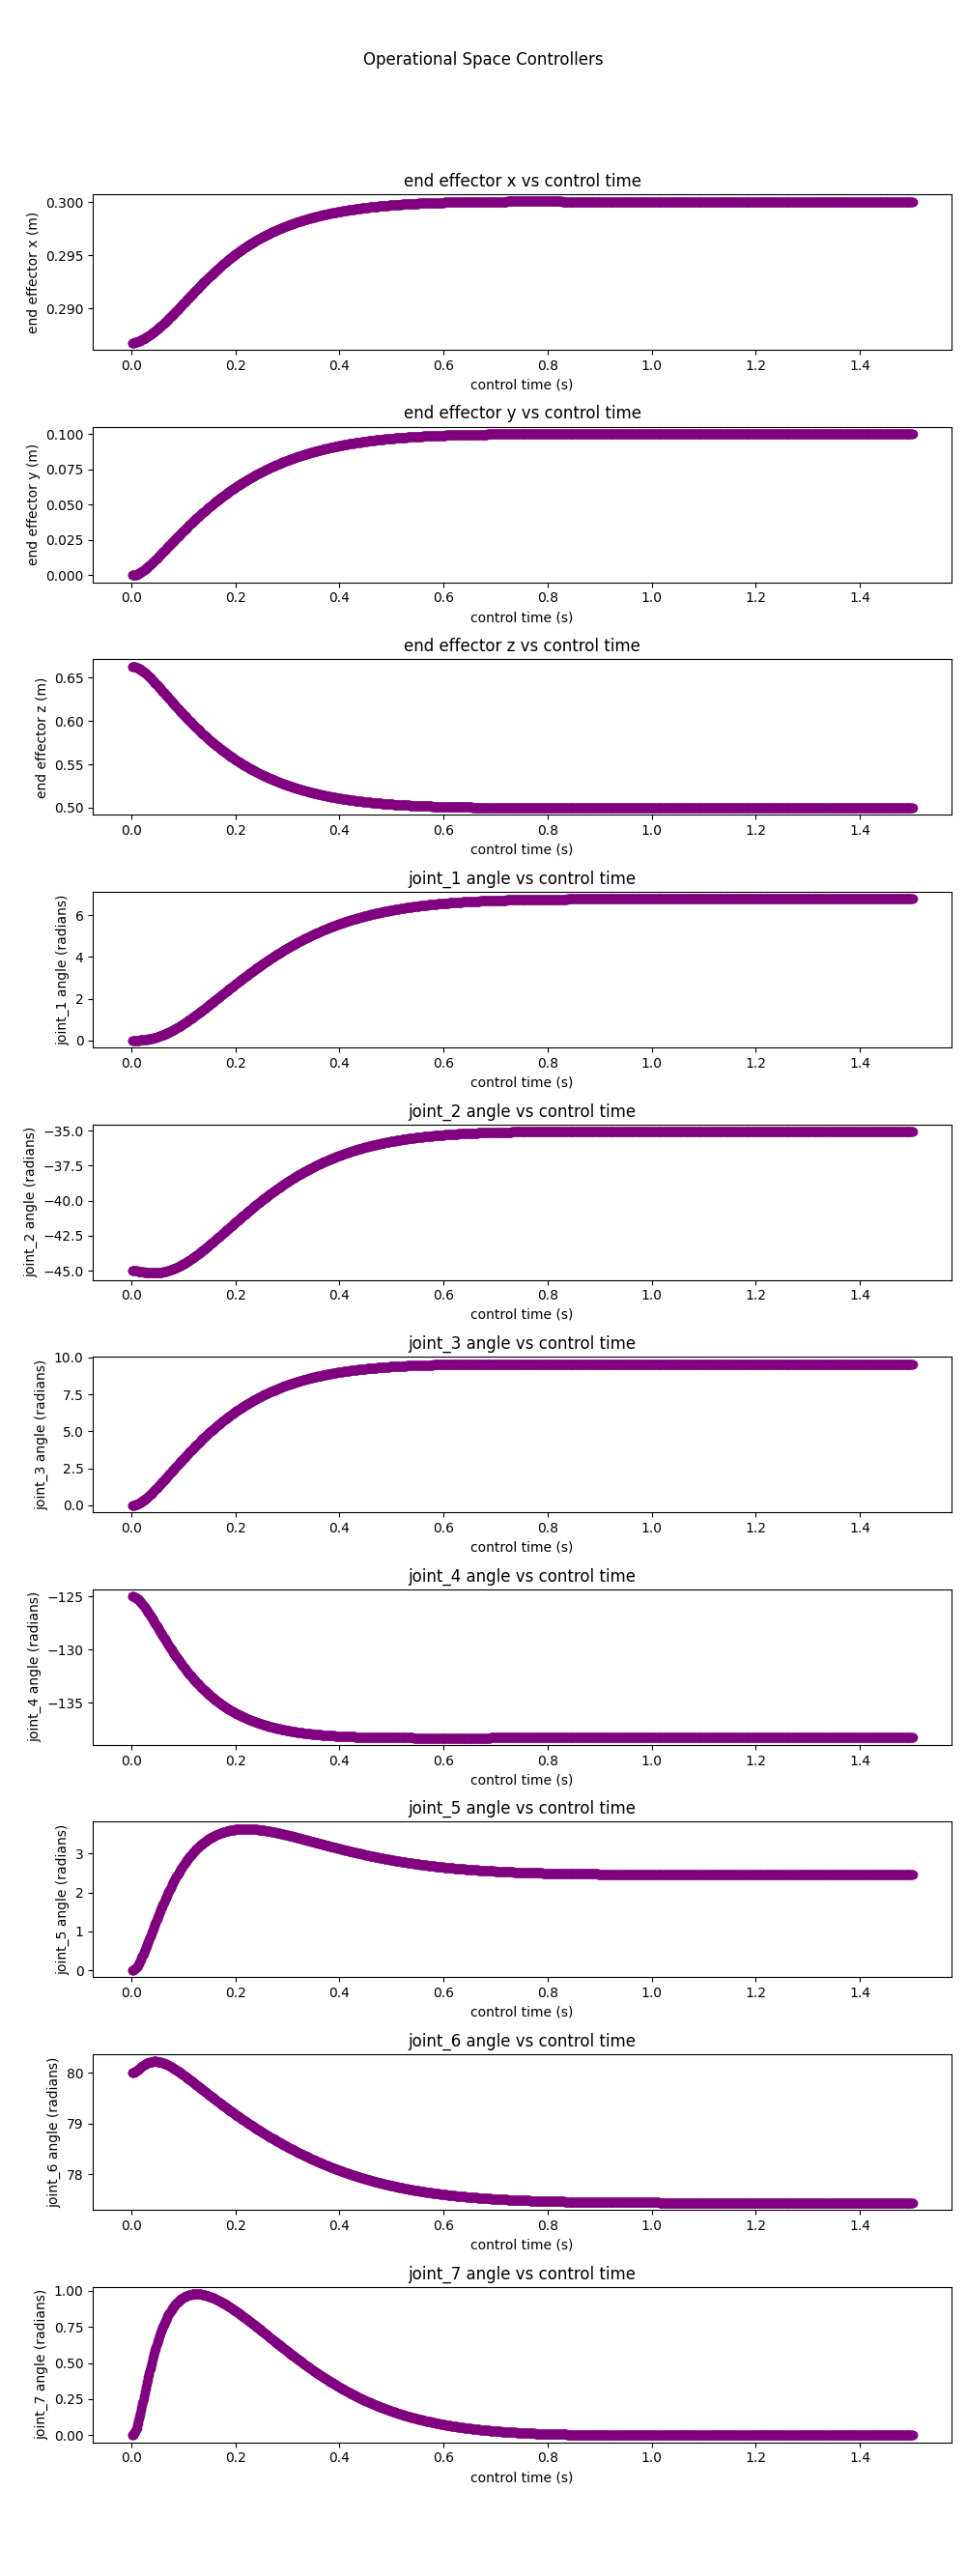 Operational Space Controllers
end effector x vs control time
end effector x (m)
0.300
0.295
0.290
0.0 0.2 0.4 0.6 0.8 1.0 1.2 1.4
control time (s)
end effector y vs control time
end effector y (m)
0.100
0.075
0.050
0.025
0.000
0.0 0.2 0.4 0.6 0.8 1.0 1.2 1.4
control time (s)
end effector z vs control time
end effector z (m)
0.65
0.60
0.55
0.50
0.0 0.2 0.4 0.6 0.8 1.0 1.2 1.4
control time (s)
joint_1 angle vs control time
joint_1 angle (radians)
6
4
2
0
0.0 0.2 0.4 0.6 0.8 1.0 1.2 1.4
control time (s)
joint_2 angle vs control time
joint_2 angle (radians)
−35.0
−37.5
−40.0
−42.5
−45.0
0.0 0.2 0.4 0.6 0.8 1.0 1.2 1.4
control time (s)
joint_3 angle vs control time
joint_3 angle (radians)
10.0
7.5
5.0
2.5
0.0
0.0 0.2 0.4 0.6 0.8 1.0 1.2 1.4
control time (s)
joint_4 angle vs control time
joint_4 angle (radians)
−125
−130
−135
0.0 0.2 0.4 0.6 0.8 1.0 1.2 1.4
control time (s)
joint_5 angle vs control time
joint_5 angle (radians)
3
2
1
0
0.0 0.2 0.4 0.6 0.8 1.0 1.2 1.4
control time (s)
joint_6 angle vs control time
joint_6 angle (radians)
80
79
78
0.0 0.2 0.4 0.6 0.8 1.0 1.2 1.4
control time (s)
joint_7 angle vs control time
joint_7 angle (radians)
1.00
0.75
0.50
0.25
0.00
0.0 0.2 0.4 0.6 0.8 1.0 1.2 1.4
control time (s)